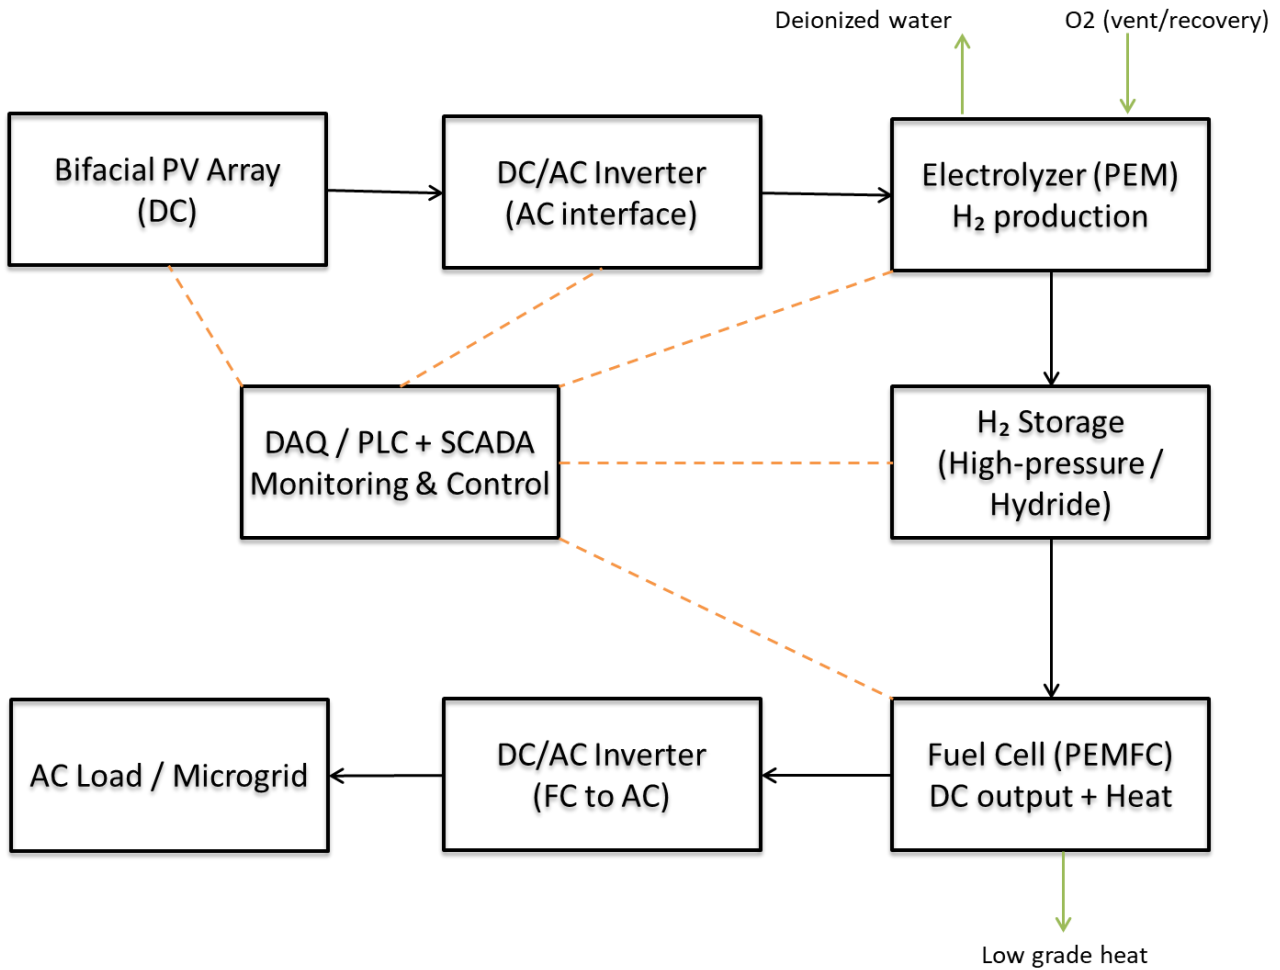 Deionized water
O2 (vent/recovery)
Bifacial PV Array
(DC)
DC/AC Inverter
(AC interface)
Electrolyzer (PEM)
H₂ production
DAQ / PLC + SCADA
Monitoring & Control
H₂ Storage
(High-pressure /
Hydride)
AC Load / Microgrid
DC/AC Inverter
(FC to AC)
Fuel Cell (PEMFC)
DC output + Heat
Low grade heat